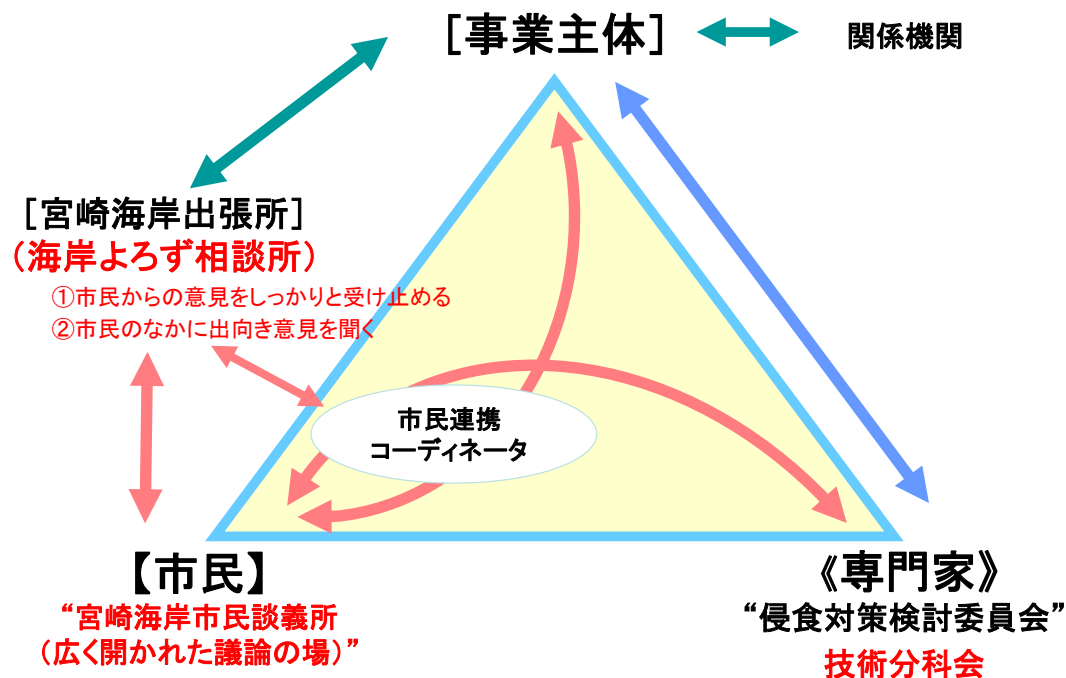 [事業主体]
関係機関
[宮崎海岸出張所]
(海岸よろず相談所)
①市民からの意見をしっかりと受け止める
②市民のなかに出向き意見を聞く
市民連携
コーディネータ
【市民】
“宮崎海岸市民談義所
(広く開かれた議論の場)”
《専門家》
“侵食対策検討委員会”
技術分科会